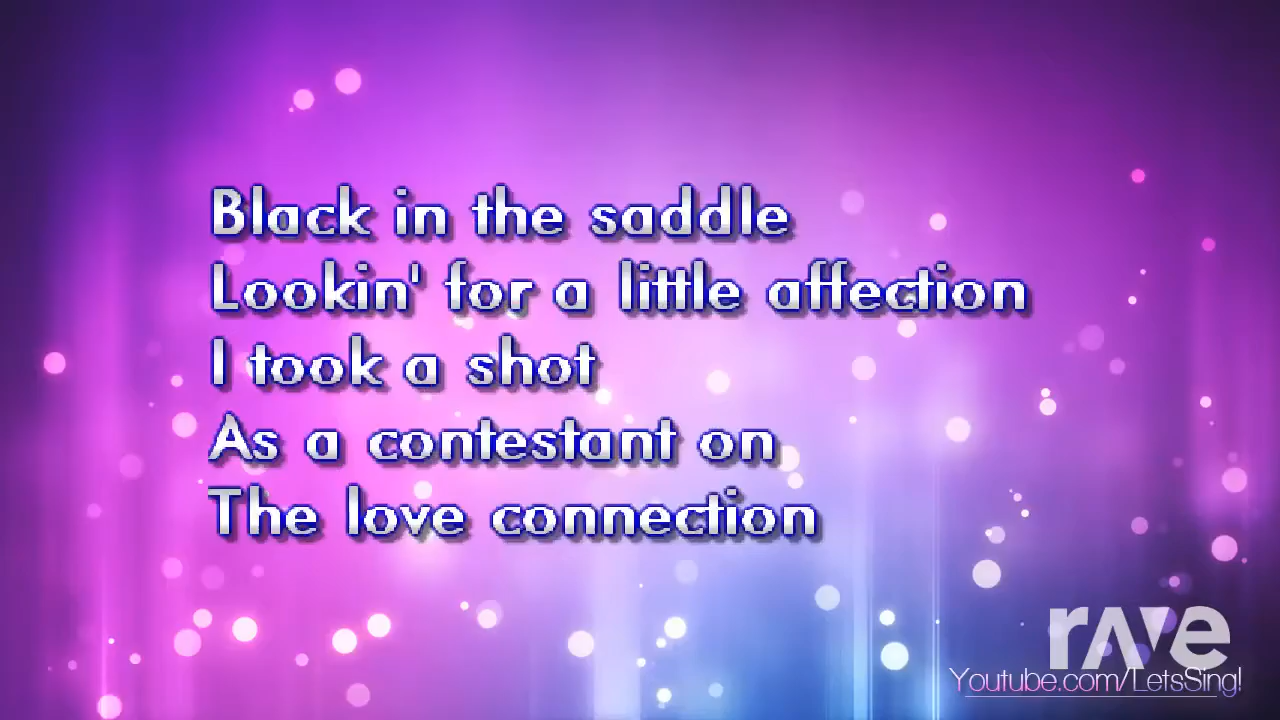 Black in the saddle
Lookin' for a little affection
I took a shot
As a contestant on
The love connection
rave
Youtube.com/LetsSing!